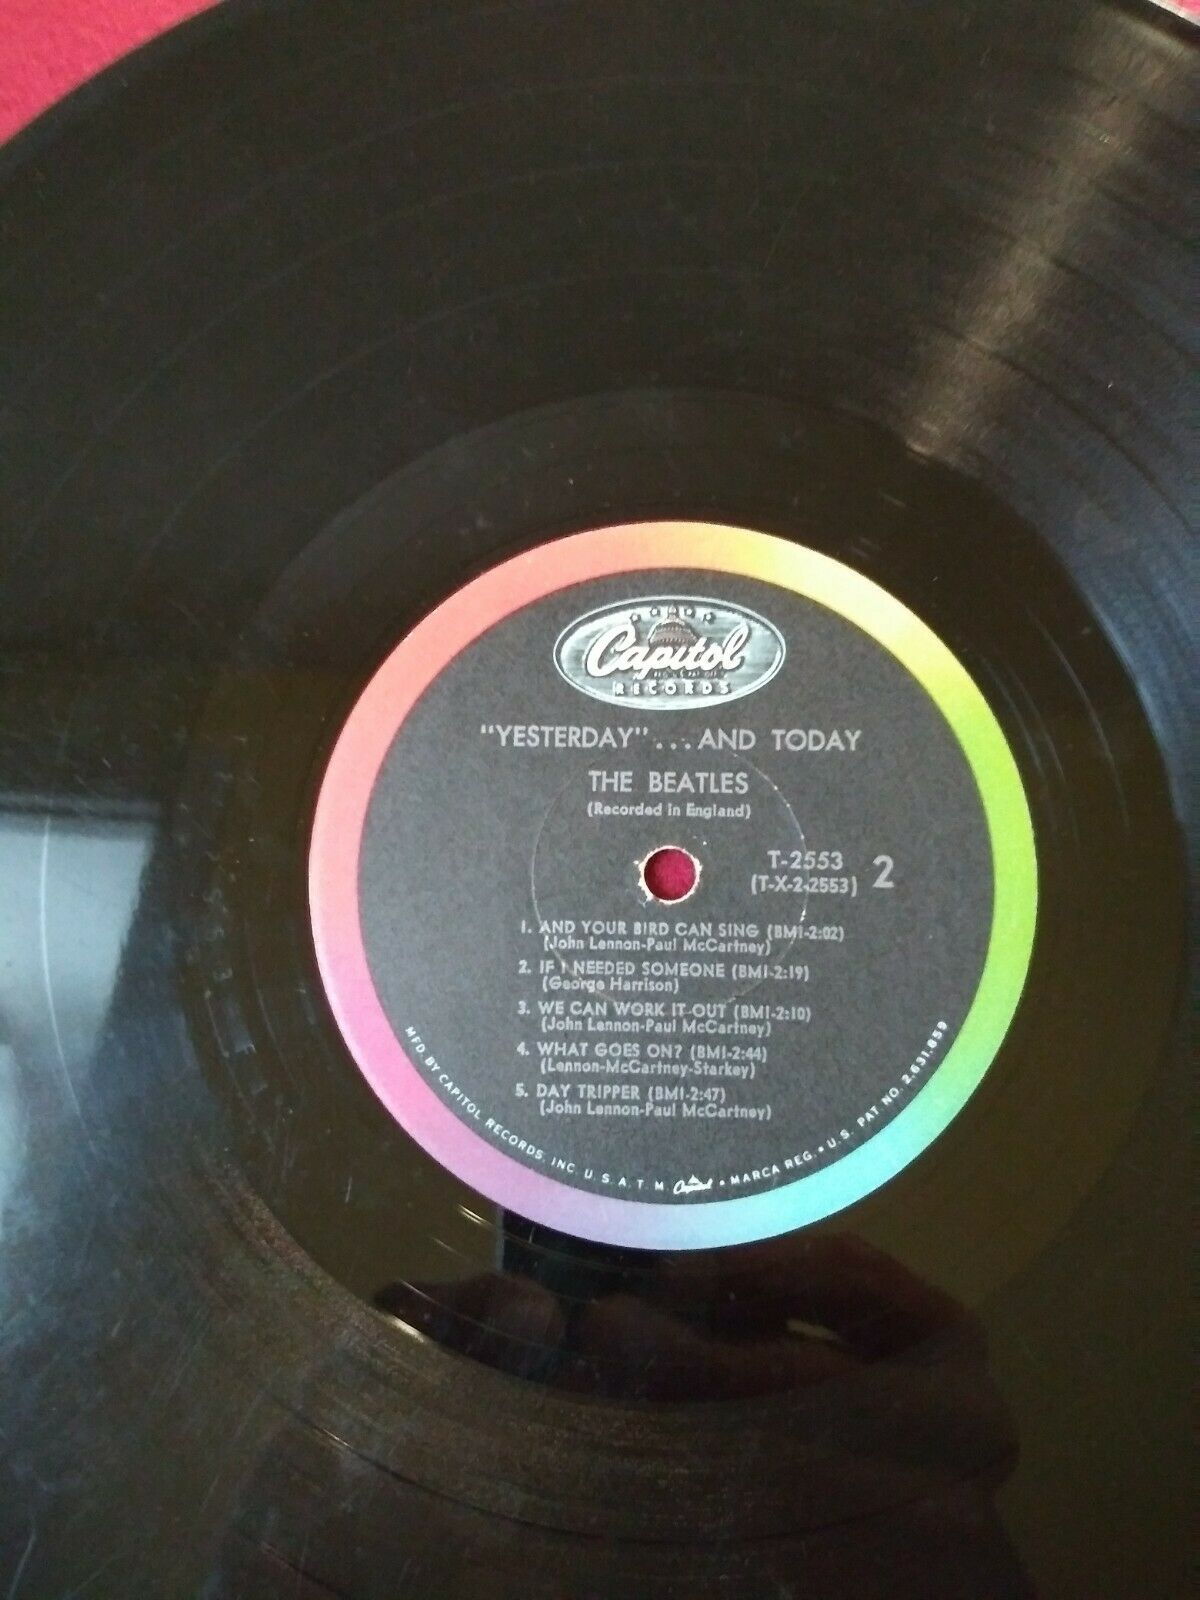 Capitol
RECORDS
"YESTERDAY"... AND TODAY
THE BEATLES
(Recorded in England)
T-2553
(T-X-2-2553)
2
1. AND YOUR BIRD CAN SING (BMI-2:02)
(John Lennon-Paul McCartney)
2. IF I NEEDED SOMEONE (BMI-2:19)
(George Harrison)
3. WE CAN WORK IT OUT (BMI-2:10)
(John Lennon-Paul McCartney)
4. WHAT GOES ON? (BMI-2:44)
(Lennon-McCartney-Starkey)
5. DAY TRIPPER (BMI-2:47)
(John Lennon-Paul McCartney)
MFD. BY CAPITOL RECORDS, INC. U.S.A. T.M. Capitol • MARCA REG. • U.S. PAT NO. 2,631,859